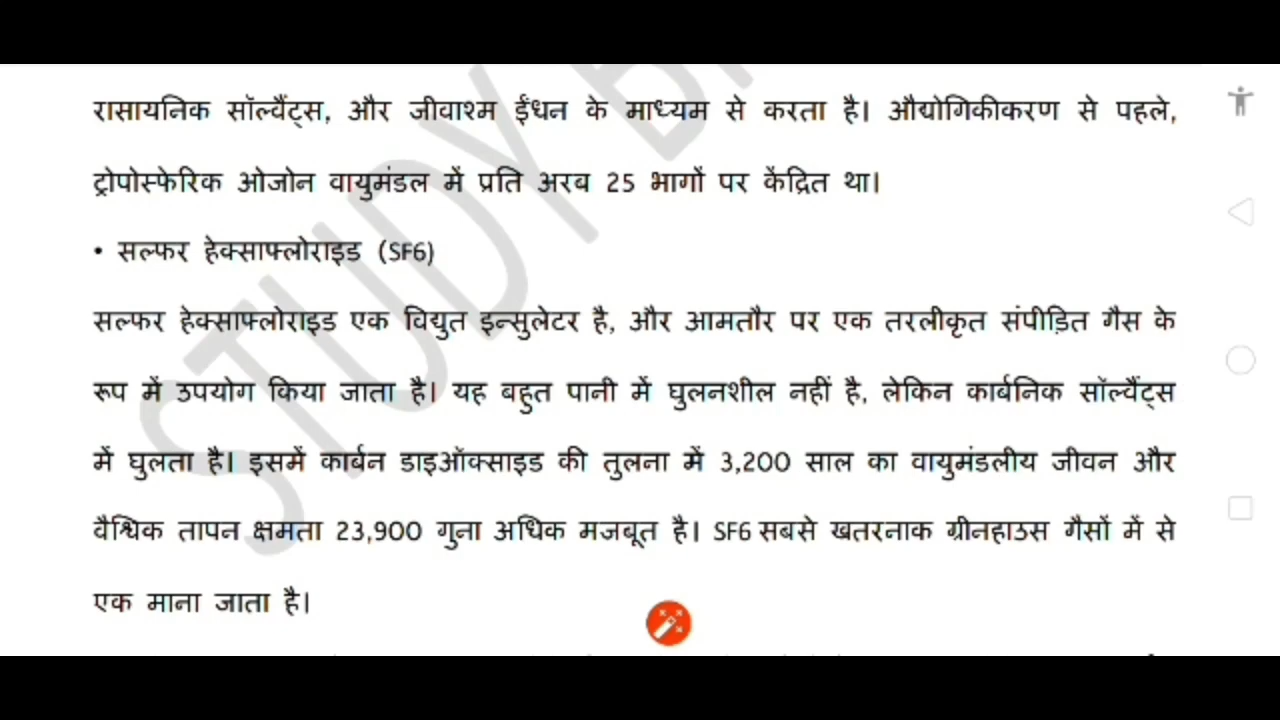 रासायनिक सॉल्वैंट्स, और जीवाश्म ईंधन के माध्यम से करता है। औद्योगिकीकरण से पहले,
ट्रोपोस्फेरिक ओजोन वायुमंडल में प्रति अरब 25 भागों पर केंद्रित था।
• सल्फर हेक्साफ्लोराइड (SF6)
सल्फर हेक्साफ्लोराइड एक विद्युत इन्सुलेटर है, और आमतौर पर एक तरलीकृत संपीड़ित गैस के
रूप में उपयोग किया जाता है। यह बहुत पानी में घुलनशील नहीं है, लेकिन कार्बनिक सॉल्वैंट्स
में घुलता है। इसमें कार्बन डाइऑक्साइड की तुलना में 3,200 साल का वायुमंडलीय जीवन और
वैश्विक तापन क्षमता 23,900 गुना अधिक मजबूत है। SF6 सबसे खतरनाक ग्रीनहाउस गैसों में से
एक माना जाता है।
STUDY